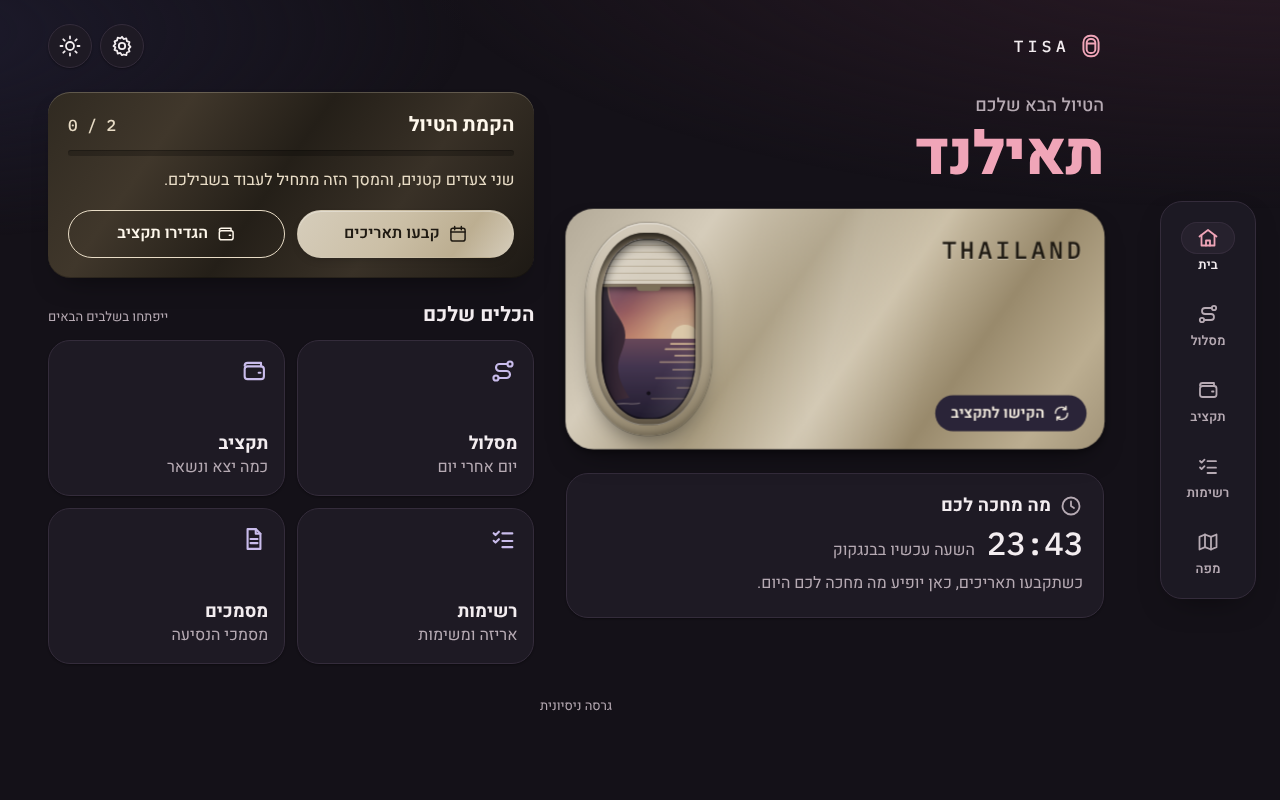 TISA
הטיול הבא שלכם
תאילנד
THAILAND
הקישו לתקציב
מה מחכה לכם
23:43 השעה עכשיו בבנגקוק
כשתקבעו תאריכים, כאן יופיע מה מחכה לכם היום.
הקמת הטיול
0 / 2
שני צעדים קטנים, והמסך הזה מתחיל לעבוד בשבילכם.
קבעו תאריכים
הגדירו תקציב
הכלים שלכם
ייפתחו בשלבים הבאים
מסלול
יום אחרי יום
תקציב
כמה יצא ונשאר
רשימות
אריזה ומשימות
מסמכים
מסמכי הנסיעה
בית
מסלול
תקציב
רשימות
מפה
גרסה ניסיונית